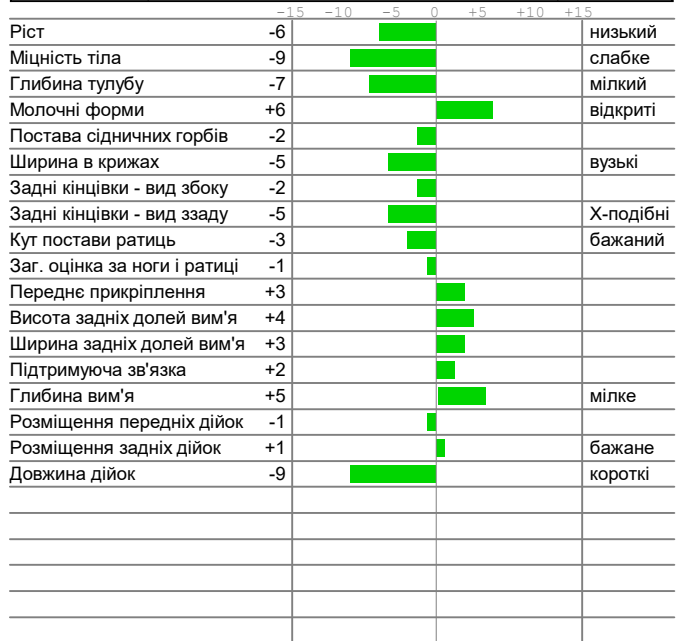 -15 -10 -5 0 +5 +10 +15
Ріст -6 низький
Міцність тіла -9 слабке
Глибина тулубу -7 мілкий
Молочні форми +6 відкриті
Постава сідничних горбів -2
Ширина в крижах -5 вузькі
Задні кінцівки - вид збоку -2
Задні кінцівки - вид ззаду -5 Х-подібні
Кут постави ратиць -3 бажаний
Заг. оцінка за ноги і ратиці -1
Переднє прикріплення +3
Висота задніх долей вим'я +4
Ширина задніх долей вим'я +3
Підтримуюча зв'язка +2
Глибина вим'я +5 мілке
Розміщення передніх дійок -1
Розміщення задніх дійок +1 бажане
Довжина дійок -9 короткі